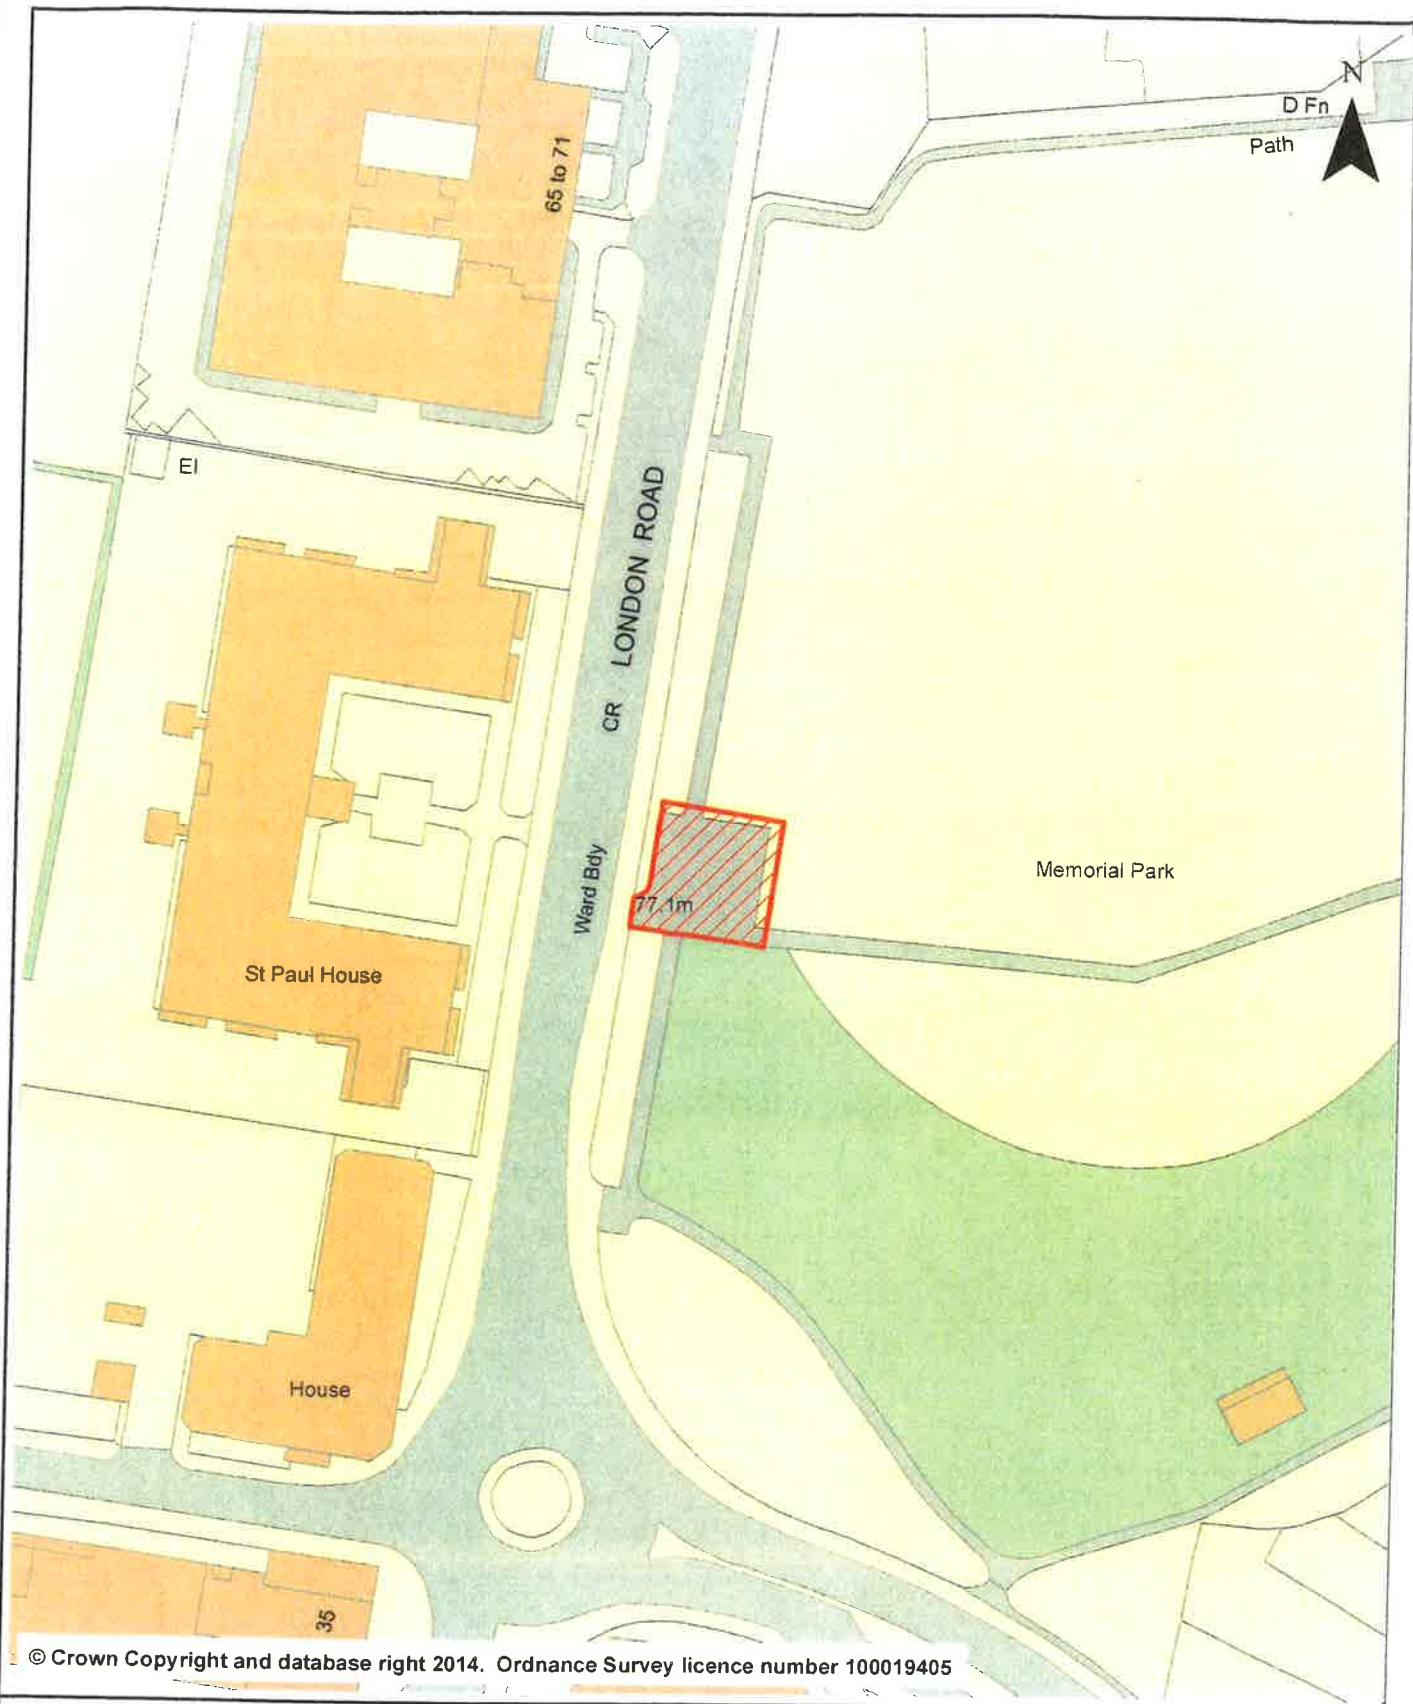 N
D Fn
Path
65 to 71
El
LONDON ROAD
CR
Ward Bdy
77.1m
Memorial Park
St Paul House
House
35
© Crown Copyright and database right 2014. Ordnance Survey licence number 100019405